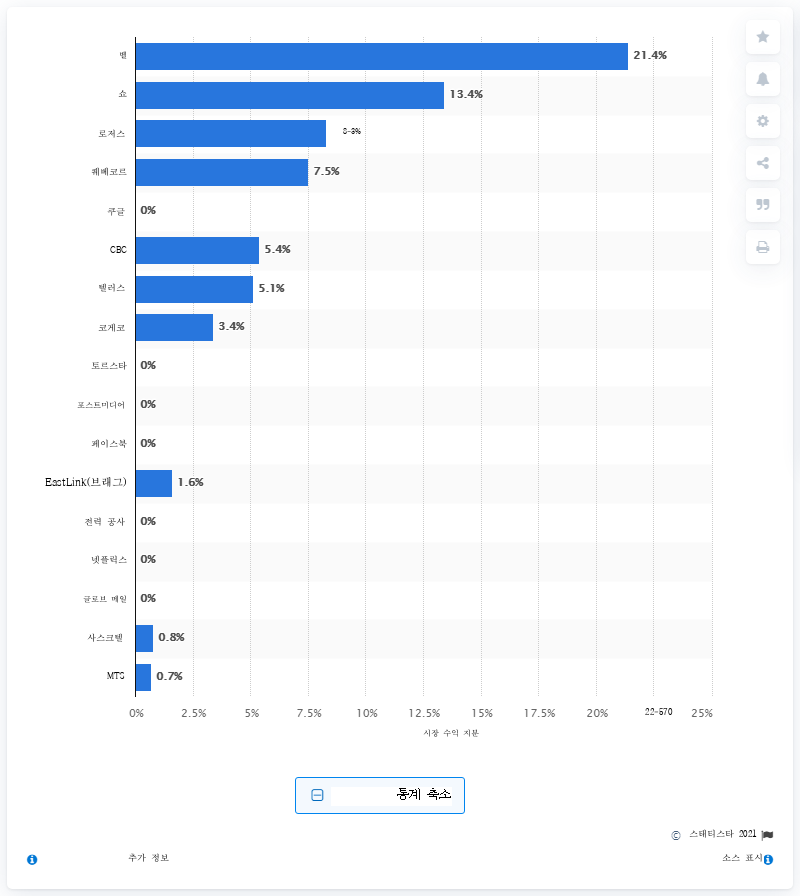 벨 21.4%
쇼 13.4%
로저스 8-3%
퀘베코르 7.5%
구글 0%
CBC 5.4%
텔러스 5.1%
코게코 3.4%
토르스타 0%
포스트미디어 0%
페이스북 0%
EastLink(브래그) 1.6%
전력 공사 0%
넷플릭스 0%
글로브 메일 0%
사스크텔 0.8%
MTS 0.7%
0% 2.5% 5% 7.5% 10% 12.5% 15% 17.5% 20% 22-570 25%
시장 수익 지분
통계 축소
© 스태티스타 2021
추가 정보 소스 표시